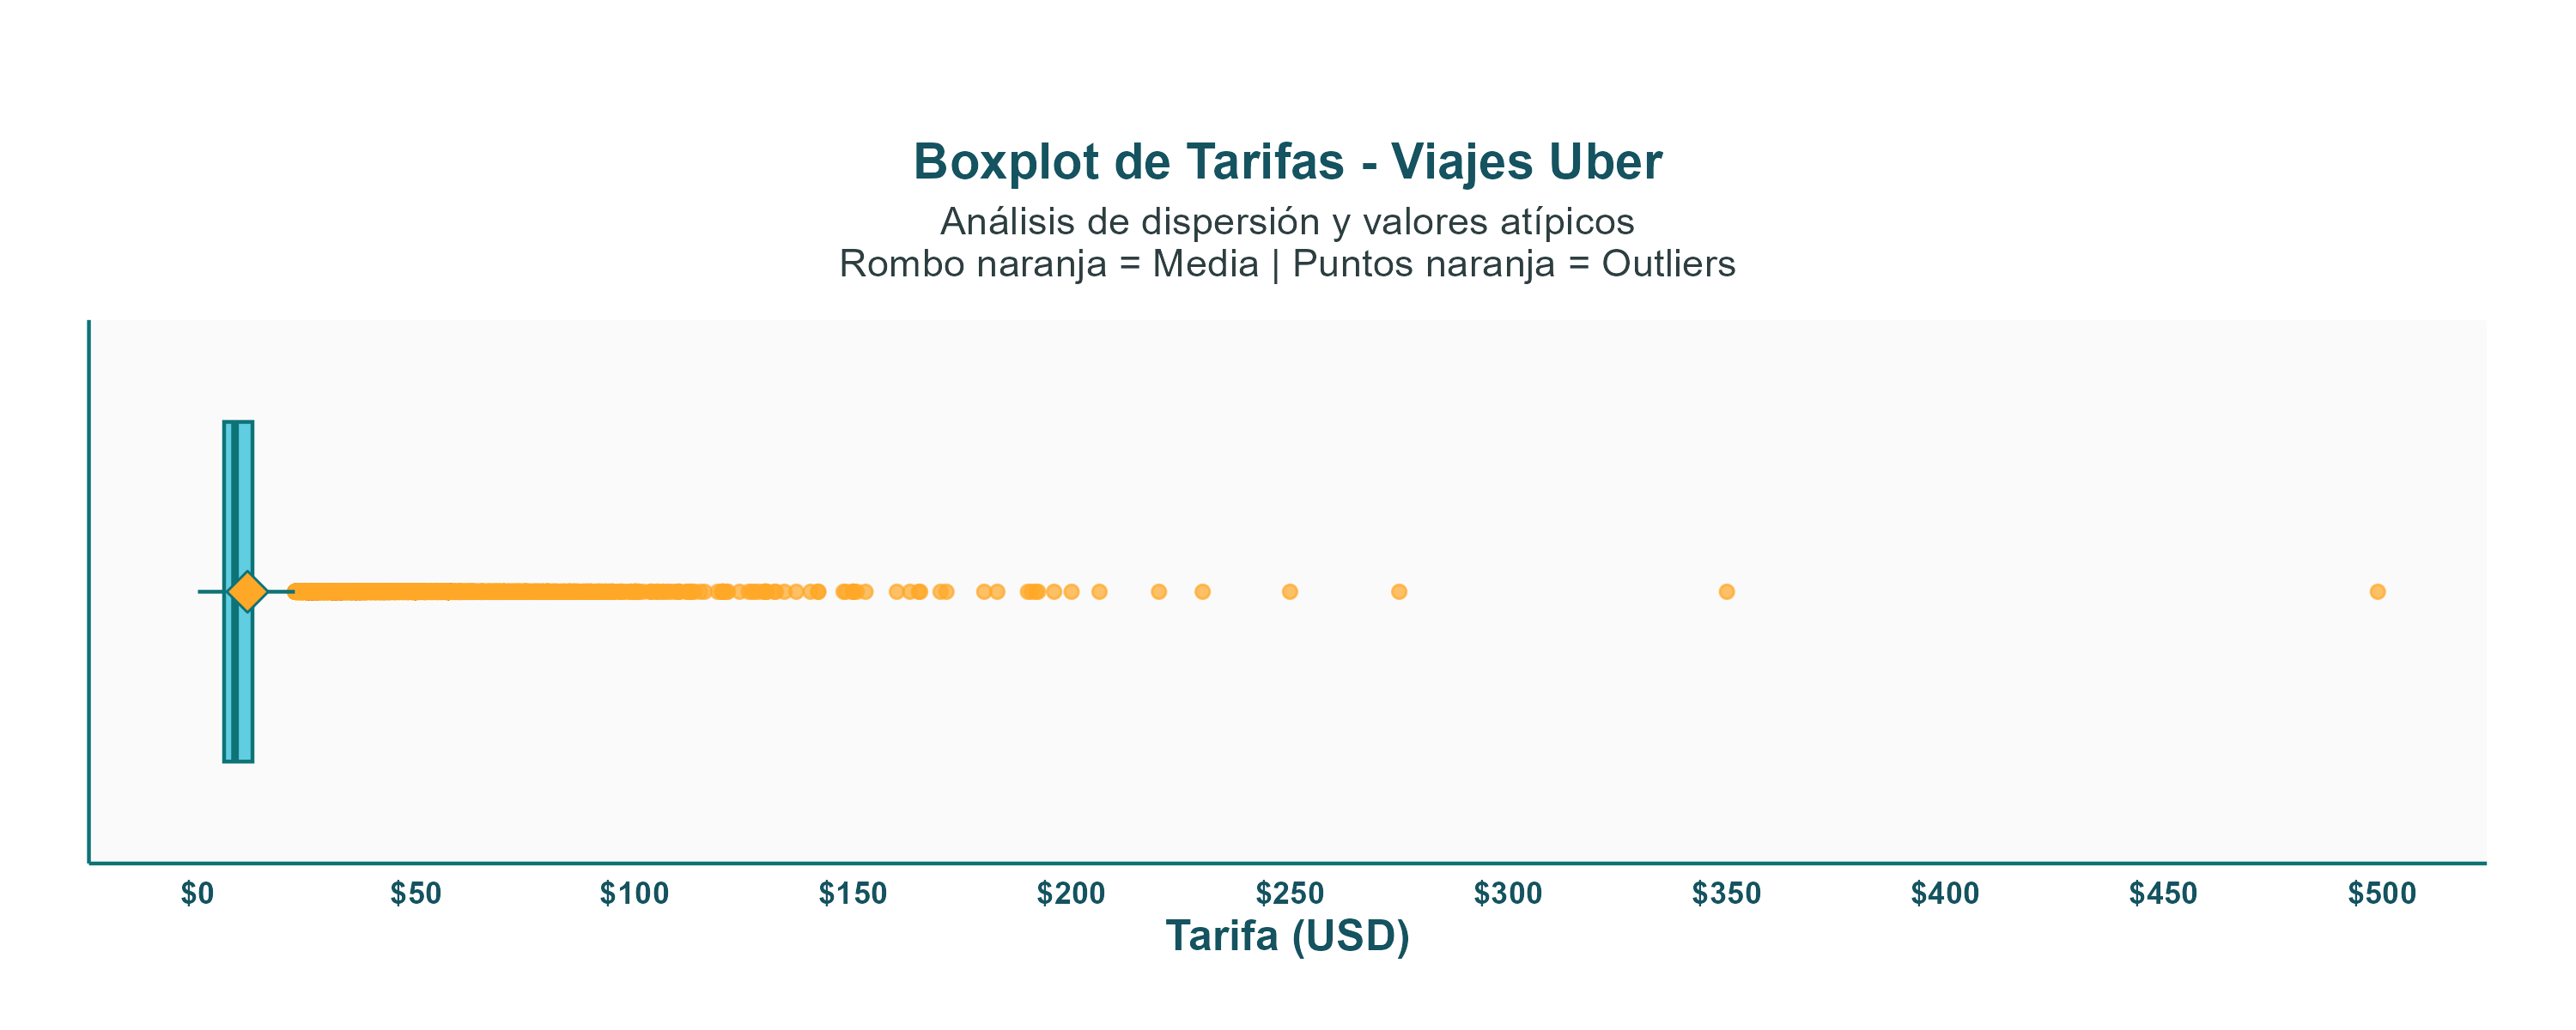 Boxplot de Tarifas - Viajes Uber
Análisis de dispersión y valores atípicos
Rombo naranja = Media | Puntos naranja = Outliers
$0 $50 $100 $150 $200 $250 $300 $350 $400 $450 $500
Tarifa (USD)